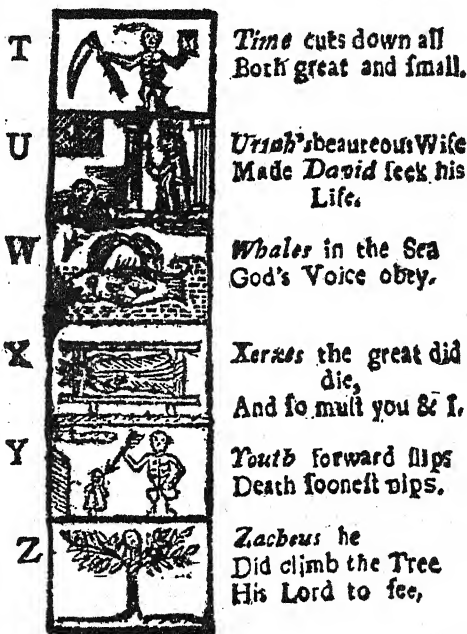 T
Time cuts down all
Both great and ſmall.
U
Uriah's beaureous Wife
Made David ſeek his
Life.
W
Whales in the Sea
God's Voice obey.
X
Xerxes the great did
die,
And ſo muſt you & I.
Y
Youth forward ſlips
Death ſooneſt nips.
Z
Zacheus he
Did climb the Tree
His Lord to ſee,